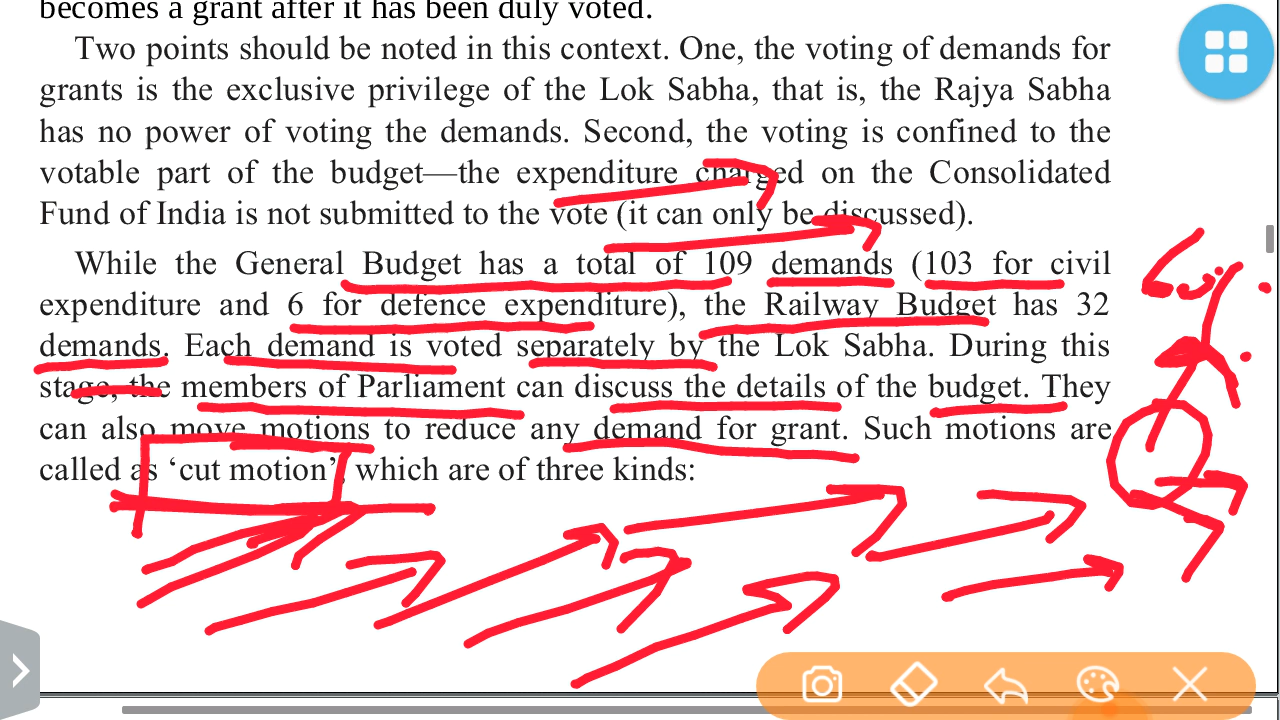 becomes a grant after it has been duly voted.
Two points should be noted in this context. One, the voting of demands for
grants is the exclusive privilege of the Lok Sabha, that is, the Rajya Sabha
has no power of voting the demands. Second, the voting is confined to the
votable part of the budget—the expenditure charged on the Consolidated
Fund of India is not submitted to the vote (it can only be discussed).
While the General Budget has a total of 109 demands (103 for civil
expenditure and 6 for defence expenditure), the Railway Budget has 32
demands. Each demand is voted separately by the Lok Sabha. During this
stage, the members of Parliament can discuss the details of the budget. They
can also move motions to reduce any demand for grant. Such motions are
called as ‘cut motion’, which are of three kinds: